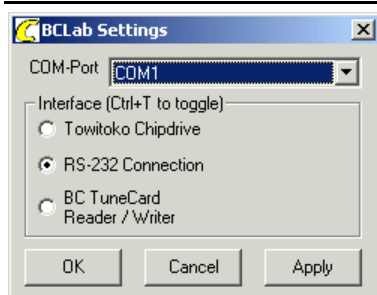 BCLab Settings
COM-Port COM1
Interface (Ctrl+T to toggle)
Towitoko Chipdrive
RS-232 Connection
BC TuneCard
Reader / Writer
OK Cancel Apply